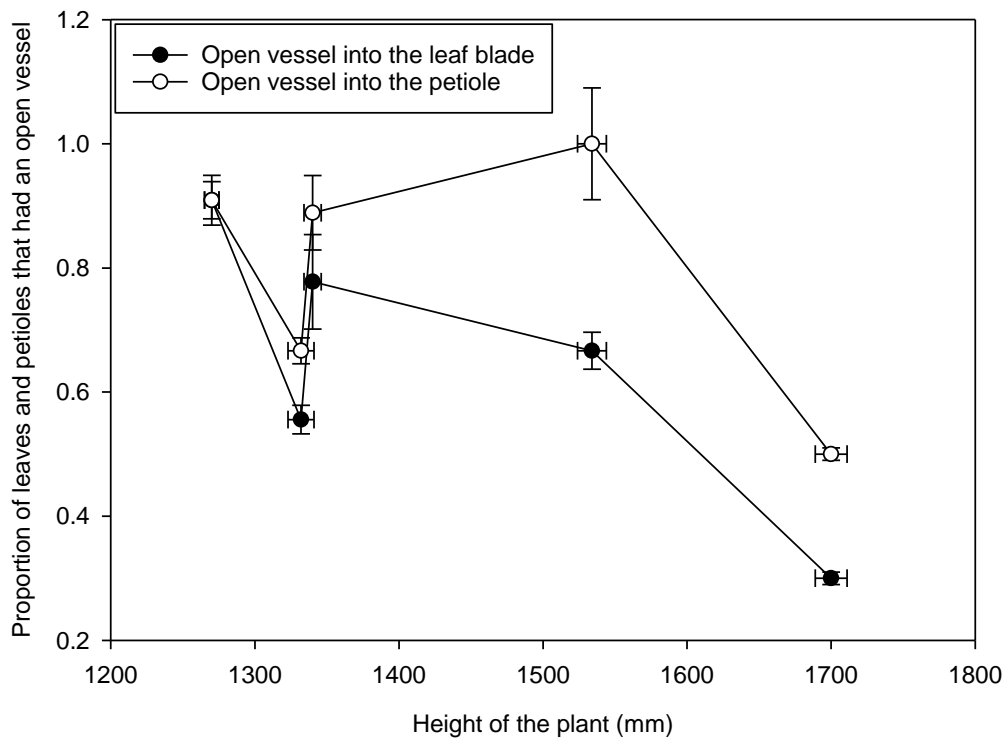 Proportion of leaves and petioles that had an open vessel
1.2
1.0
0.8
0.6
0.4
0.2
Open vessel into the leaf blade
Open vessel into the petiole
1200 1300 1400 1500 1600 1700 1800
Height of the plant (mm)